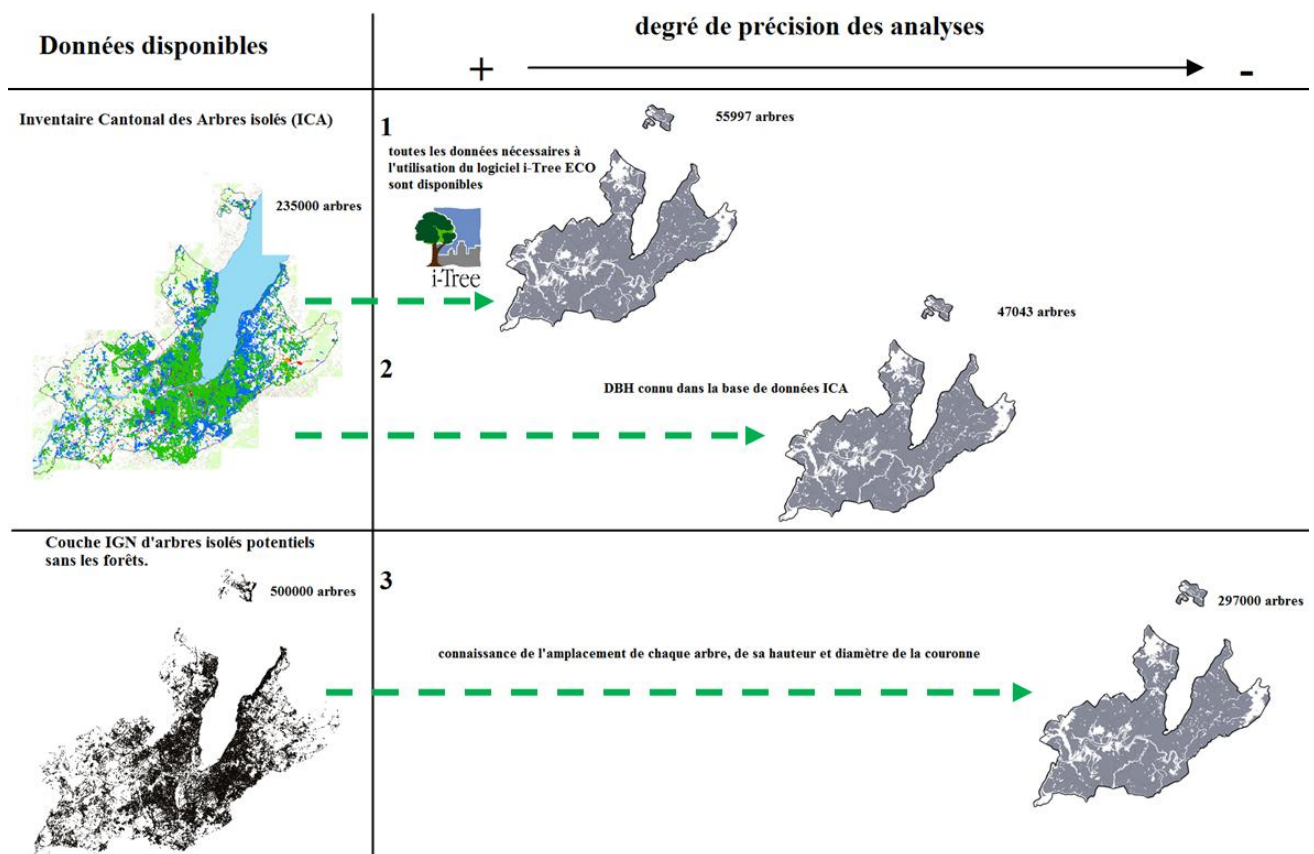 Données disponibles
degré de précision des analyses
+
-
Inventaire Cantonal des Arbres isolés (ICA)
235000 arbres
1
toutes les données nécessaires à
l'utilisation du logiciel i-Tree ECO
sont disponibles
i-Tree
55997 arbres
2
47043 arbres
DBH connu dans la base de données ICA
Couche IGN d'arbres isolés potentiels
sans les forêts.
500000 arbres
3
297000 arbres
connaissance de l'amplacement de chaque arbre, de sa hauteur et diamètre de la couronne